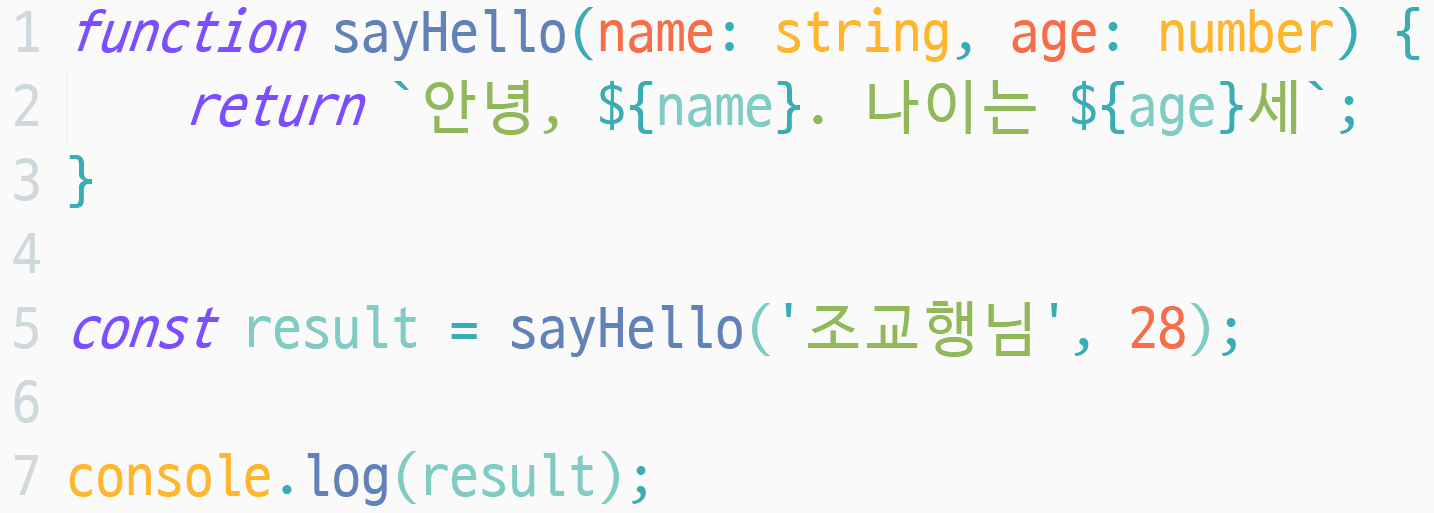 1 function sayHello(name: string, age: number) {
2     return `안녕, ${name}. 나이는 ${age}세`;
3 }
4
5 const result = sayHello('조교행님', 28);
6
7 console.log(result);